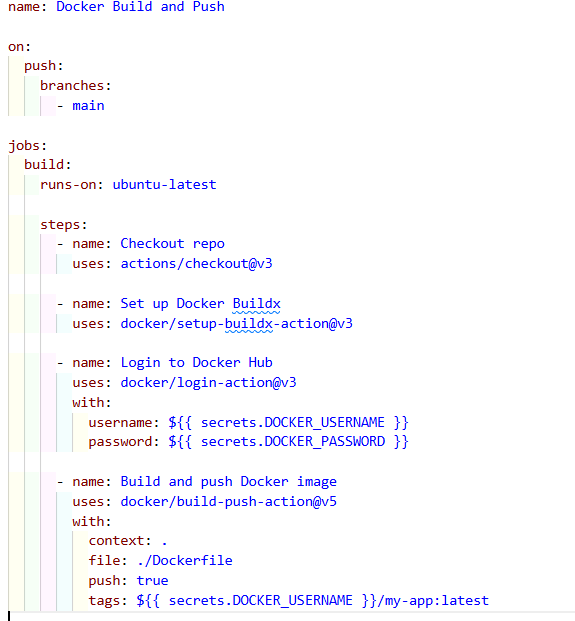 name: Docker Build and Push
on:
push:
branches:
- main
jobs:
build:
runs-on: ubuntu-latest
steps:
- name: Checkout repo
uses: actions/checkout@v3
- name: Set up Docker Buildx
uses: docker/setup-buildx-action@v3
- name: Login to Docker Hub
uses: docker/login-action@v3
with:
username: ${{ secrets.DOCKER_USERNAME }}
password: ${{ secrets.DOCKER_PASSWORD }}
- name: Build and push Docker image
uses: docker/build-push-action@v5
with:
context: .
file: ./Dockerfile
push: true
tags: ${{ secrets.DOCKER_USERNAME }}/my-app:latest